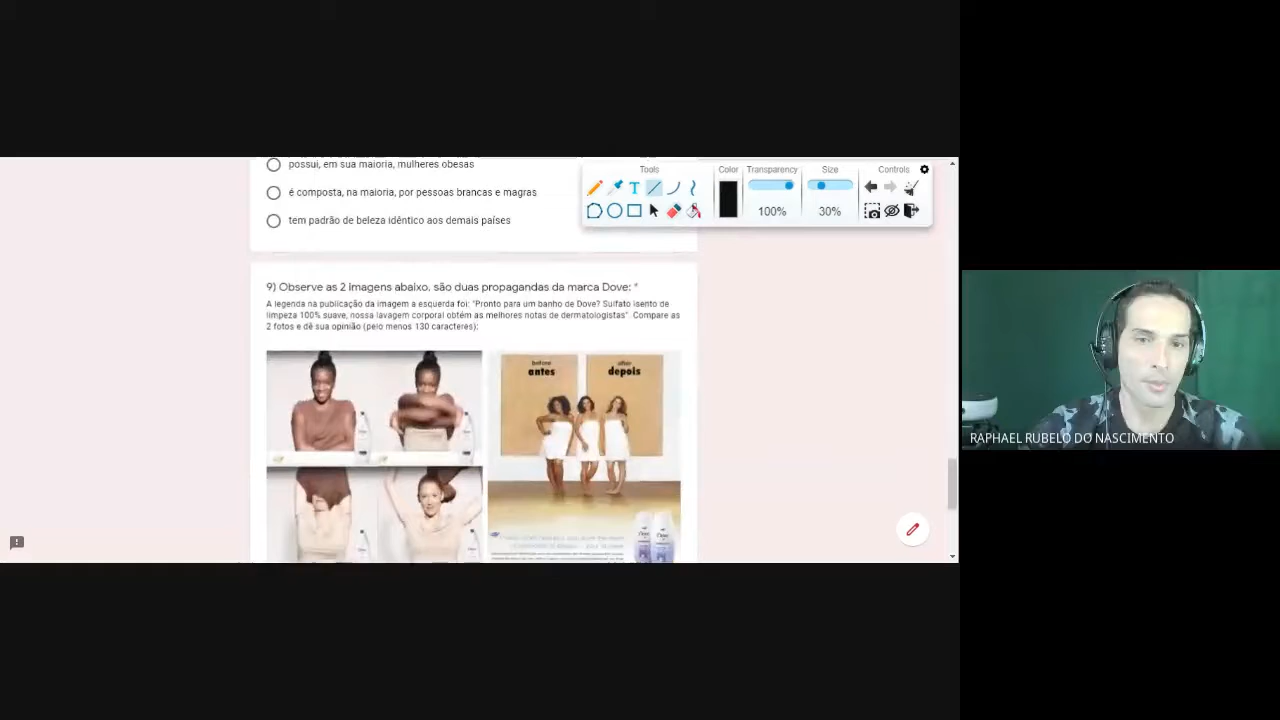 possui, em sua maioria, mulheres obesas
é composta, na maioria, por pessoas brancas e magras
tem padrão de beleza idêntico aos demais países
Tools
Color
Transparency
Size
Controls
T
100%
30%
9) Observe as 2 imagens abaixo, são duas propagandas da marca Dove: *
A legenda na publicação da imagem a esquerda foi: "Pronto para um banho de Dove? Sulfato isento de
limpeza 100% suave, nossa lavagem corporal obtém as melhores notas de dermatologistas". Compare as
2 fotos e dê sua opinião (pelo menos 130 caracteres):
before
antes
after
depois
Dove
RAPHAEL RUBELO DO NASCIMENTO